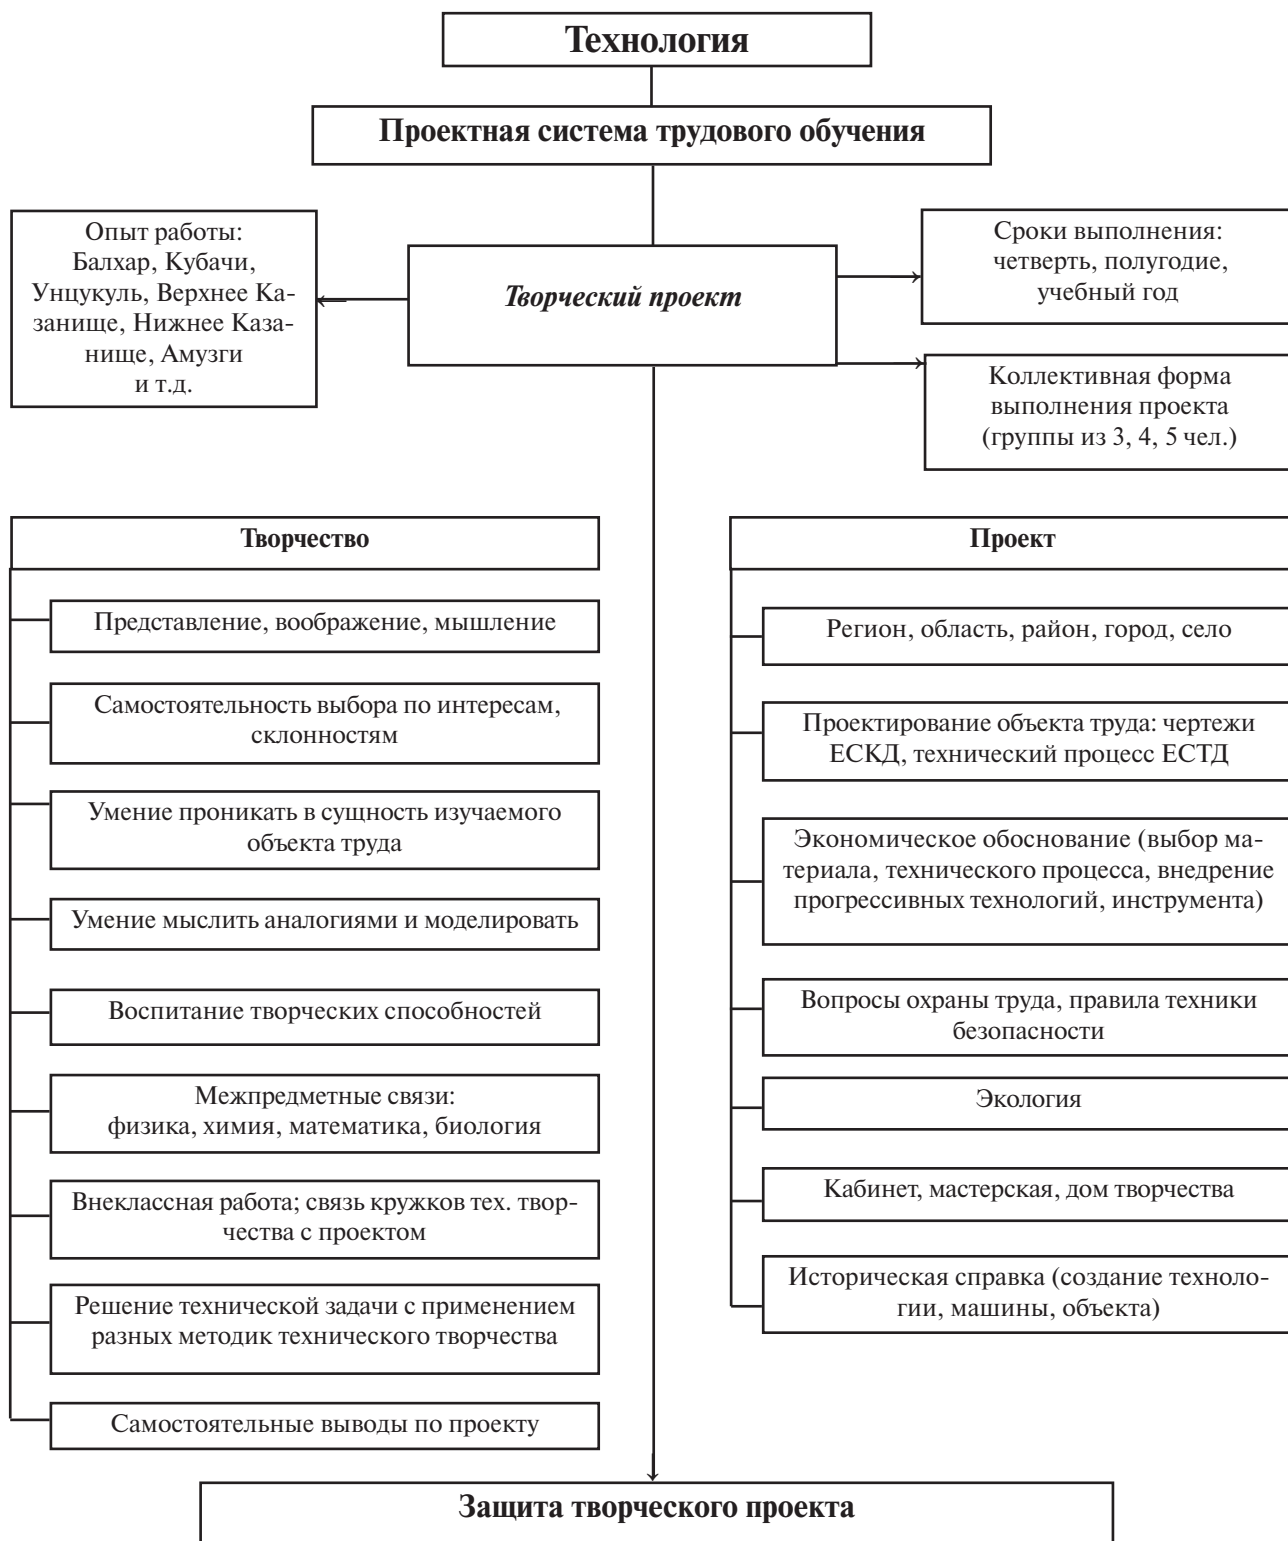 Технология
Проектная система трудового обучения
Опыт работы:
Балхар, Кубачи,
Унцукуль, Верхнее Ка-
занище, Нижнее Каза-
нище, Амузги
и т.д.
Творческий проект
Сроки выполнения:
четверть, полугодие,
учебный год
Коллективная форма
выполнения проекта
(группы из 3, 4, 5 чел.)
Творчество
Представление, воображение, мышление
Самостоятельность выбора по интересам,
склонностям
Умение проникать в сущность изучаемого
объекта труда
Умение мыслить аналогиями и моделировать
Воспитание творческих способностей
Межпредметные связи:
физика, химия, математика, биология
Внеклассная работа; связь кружков тех. твор-
чества с проектом
Решение технической задачи с применением
разных методик технического творчества
Самостоятельные выводы по проекту
Проект
Регион, область, район, город, село
Проектирование объекта труда: чертежи
ЕСКД, технический процесс ЕСТД
Экономическое обоснование (выбор ма-
териала, технического процесса, внедрение
прогрессивных технологий, инструмента)
Вопросы охраны труда, правила техники
безопасности
Экология
Кабинет, мастерская, дом творчества
Историческая справка (создание техноло-
гии, машины, объекта)
Защита творческого проекта